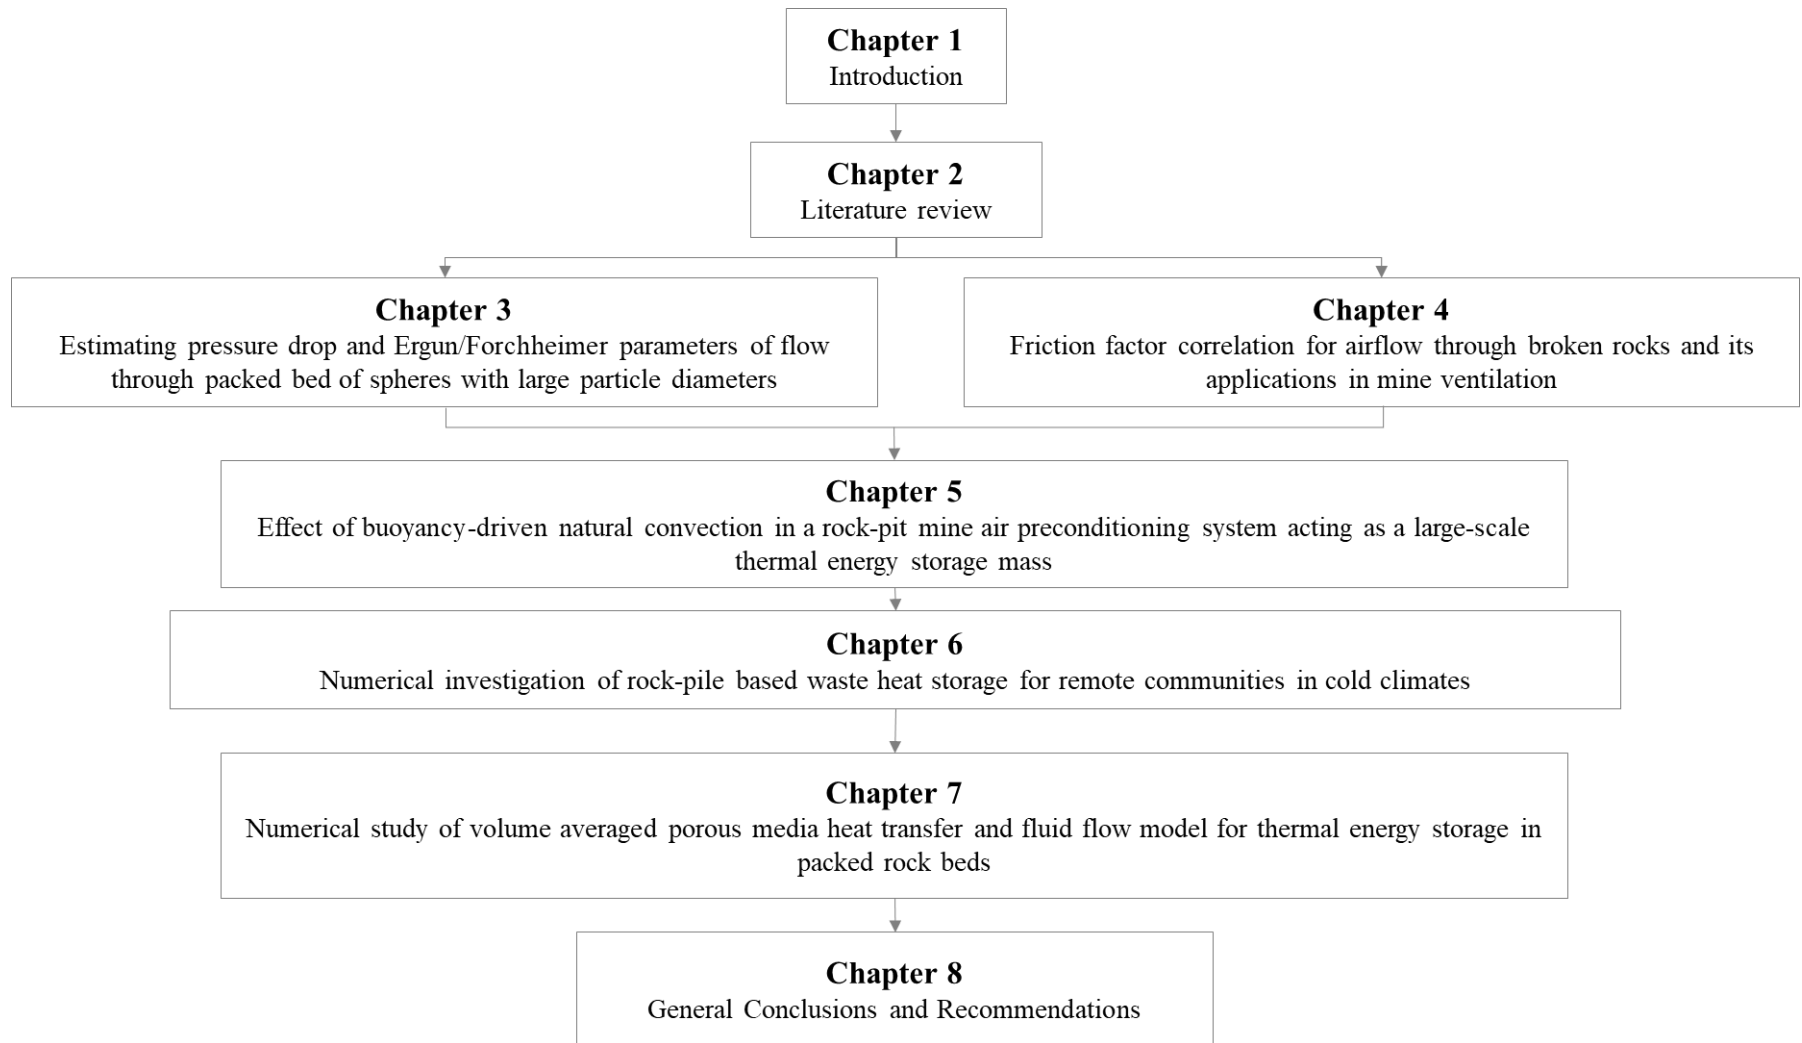 Chapter 1
Introduction
Chapter 2
Literature review
Chapter 3
Estimating pressure drop and Ergun/Forchheimer parameters of flow
through packed bed of spheres with large particle diameters
Chapter 4
Friction factor correlation for airflow through broken rocks and its
applications in mine ventilation
Chapter 5
Effect of buoyancy-driven natural convection in a rock-pit mine air preconditioning system acting as a large-scale
thermal energy storage mass
Chapter 6
Numerical investigation of rock-pile based waste heat storage for remote communities in cold climates
Chapter 7
Numerical study of volume averaged porous media heat transfer and fluid flow model for thermal energy storage in
packed rock beds
Chapter 8
General Conclusions and Recommendations